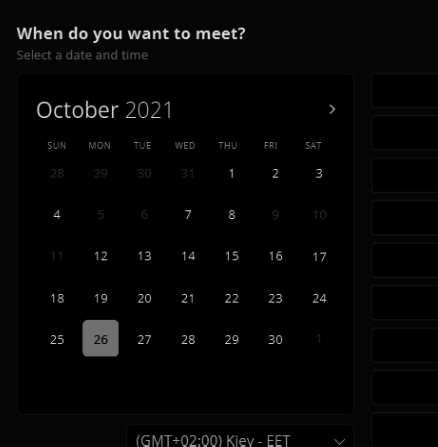 When do you want to meet?
Select a date and time
October 2021
SUN MON TUE WED THU FRI SAT
28 29 30 31 1 2 3
4 5 6 7 8 9 10
11 12 13 14 15 16 17
18 19 20 21 22 23 24
25 26 27 28 29 30 1
(GMT+02:00) Kiev - EET